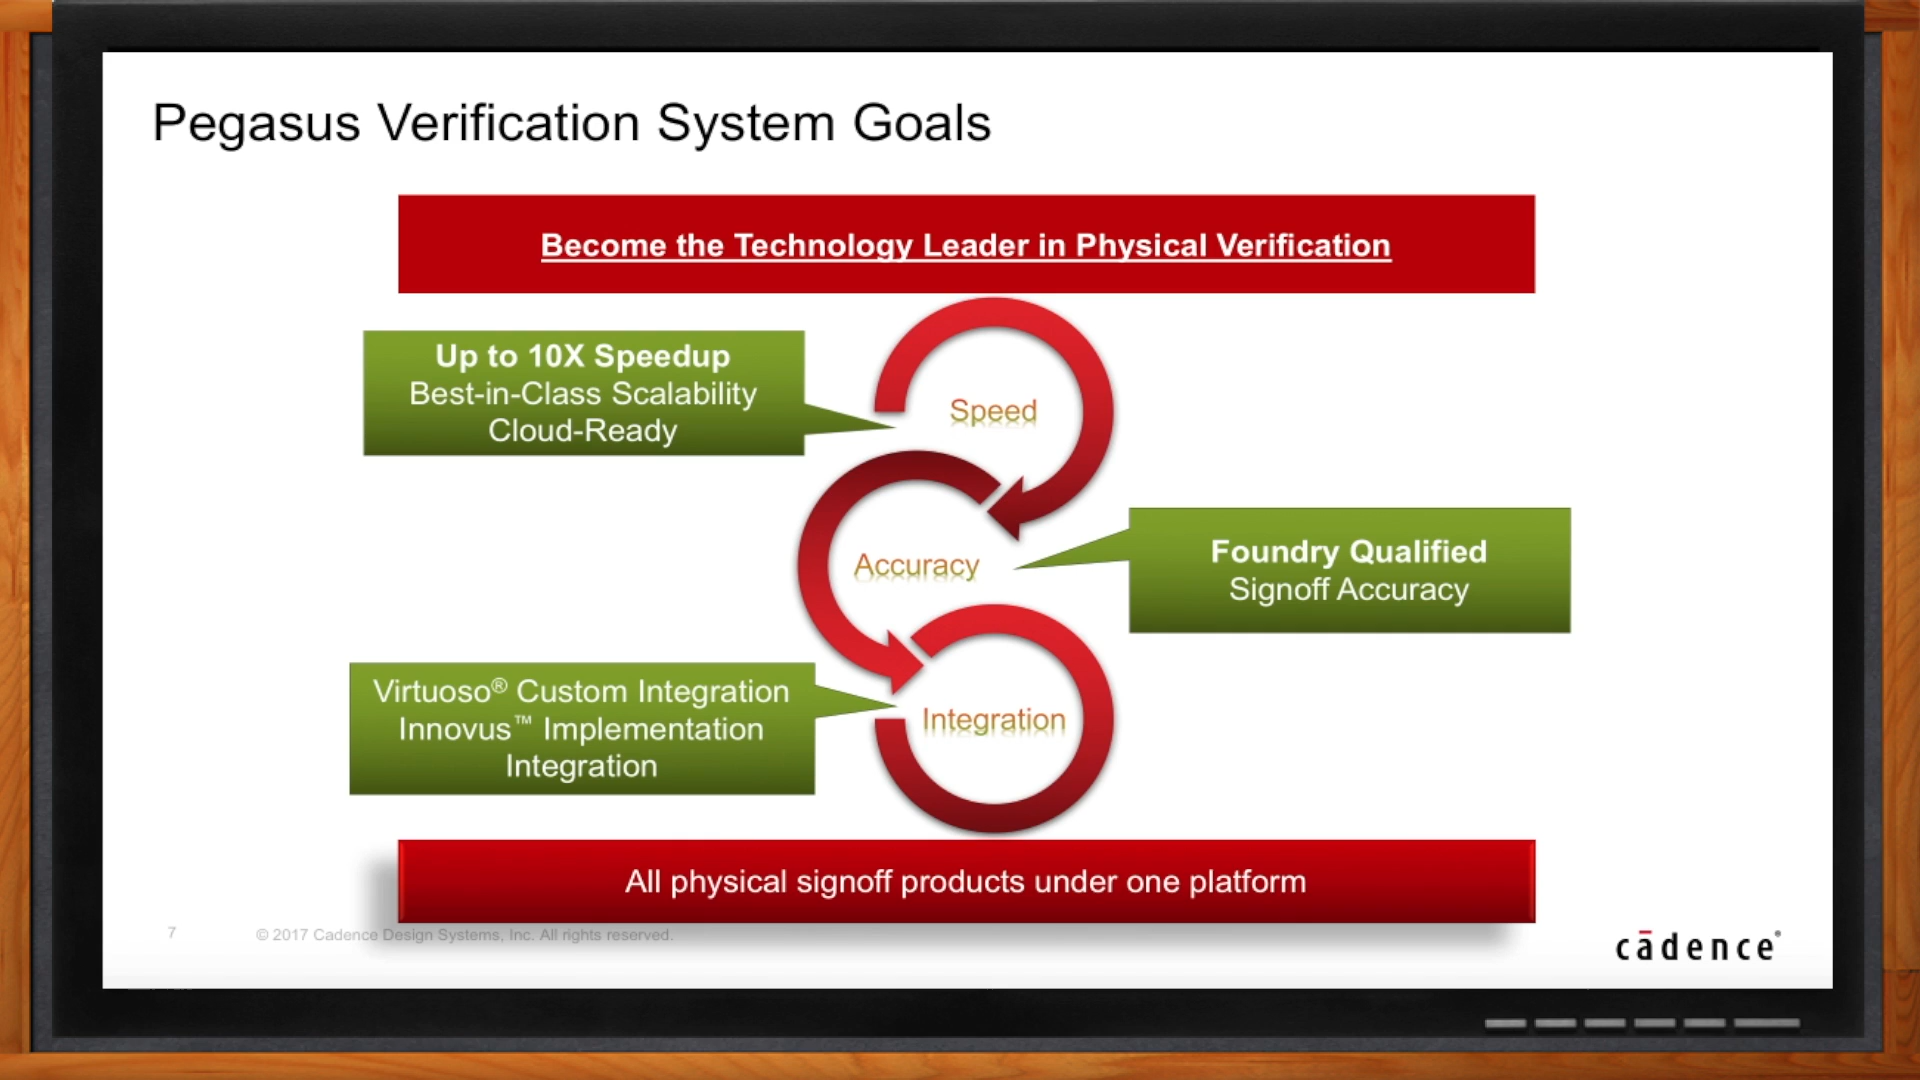 Pegasus Verification System Goals
Become the Technology Leader in Physical Verification
Up to 10X Speedup
Best-in-Class Scalability
Cloud-Ready
Speed
Accuracy
Foundry Qualified
Signoff Accuracy
Virtuoso® Custom Integration
Innovus™ Implementation
Integration
Integration
All physical signoff products under one platform
7
© 2017 Cadence Design Systems, Inc. All rights reserved.
cādence®